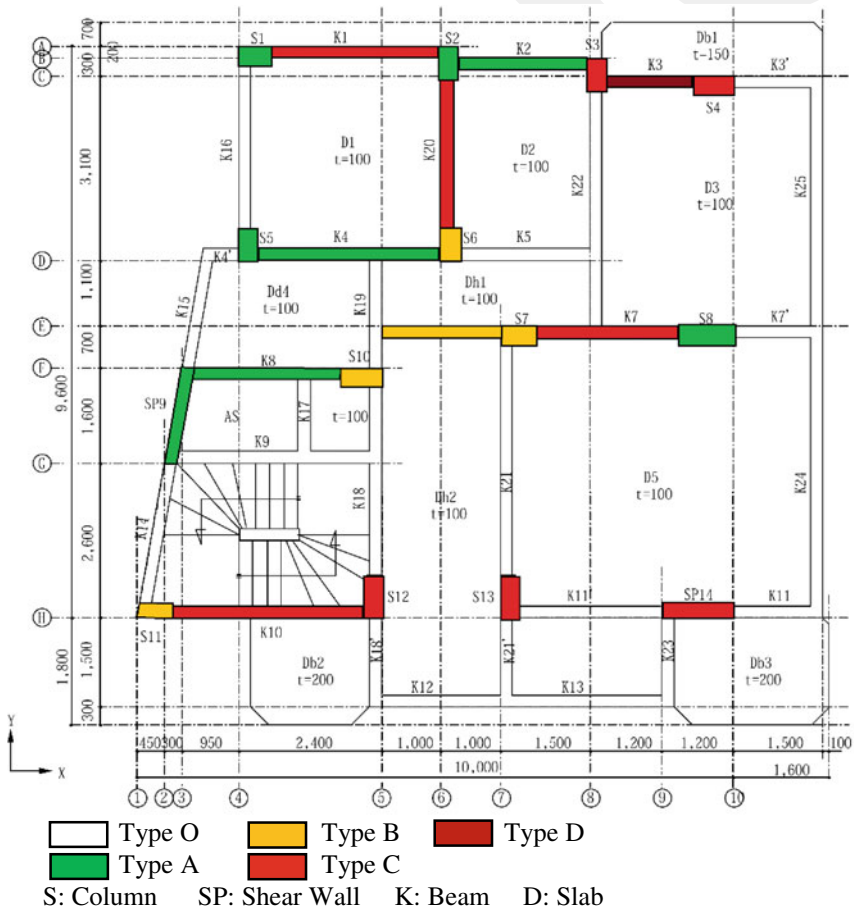 700
200
300
3,100
1,100
700
9,600
1,600
2,600
1,800
1,500
300
A
B
C
D
E
F
G
H
S1
K1
S2
K2
S3
Db1
t-150
K3
K3'
S4
K16
D1
t=100
K20
D2
t=100
K22
D3
t=100
K25
S5
K4
S6
K5
K4'
Dh1
t=100
K15
Dd4
t=100
K19
S7
K7
S8
K7'
K8
S10
SP9
AS
K17
t=100
K9
K18
Dh2
t=100
K21
D5
t=100
K24
K14
S12
S13
K11
SP14
K11
S11
K10
Db2
t=200
K18'
K21'
K23
Db3
t=200
K12
K13
450 300 950 2,400 1,000 1,000 1,500 1,200 1,200 1,500 100
10,000 1,600
Y
X
1 2 3 4 5 6 7 8 9 10
Type O Type B Type D
Type A Type C
S: Column SP: Shear Wall K: Beam D: Slab